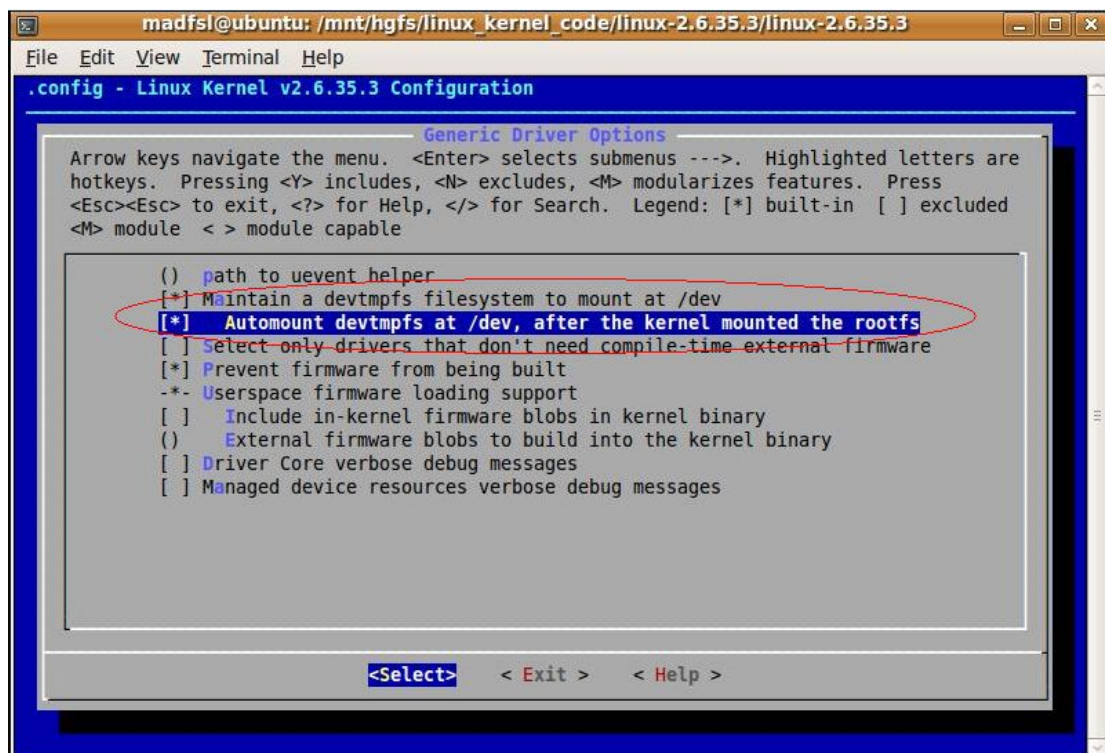 madfsl@ubuntu: /mnt/hgfs/linux_kernel_code/linux-2.6.35.3/linux-2.6.35.3
File Edit View Terminal Help
.config - Linux Kernel v2.6.35.3 Configuration
Generic Driver Options
Arrow keys navigate the menu. <Enter> selects submenus --->. Highlighted letters are
hotkeys. Pressing <Y> includes, <N> excludes, <M> modularizes features. Press
<Esc><Esc> to exit, <?> for Help, </> for Search. Legend: [*] built-in [ ] excluded
<M> module < > module capable
() path to uevent helper
[*] Maintain a devtmpfs filesystem to mount at /dev
[*] Automount devtmpfs at /dev, after the kernel mounted the rootfs
[ ] Select only drivers that don't need compile-time external firmware
[*] Prevent firmware from being built
-*- Userspace firmware loading support
[ ] Include in-kernel firmware blobs in kernel binary
() External firmware blobs to build into the kernel binary
[ ] Driver Core verbose debug messages
[ ] Managed device resources verbose debug messages
<Select> < Exit > < Help >